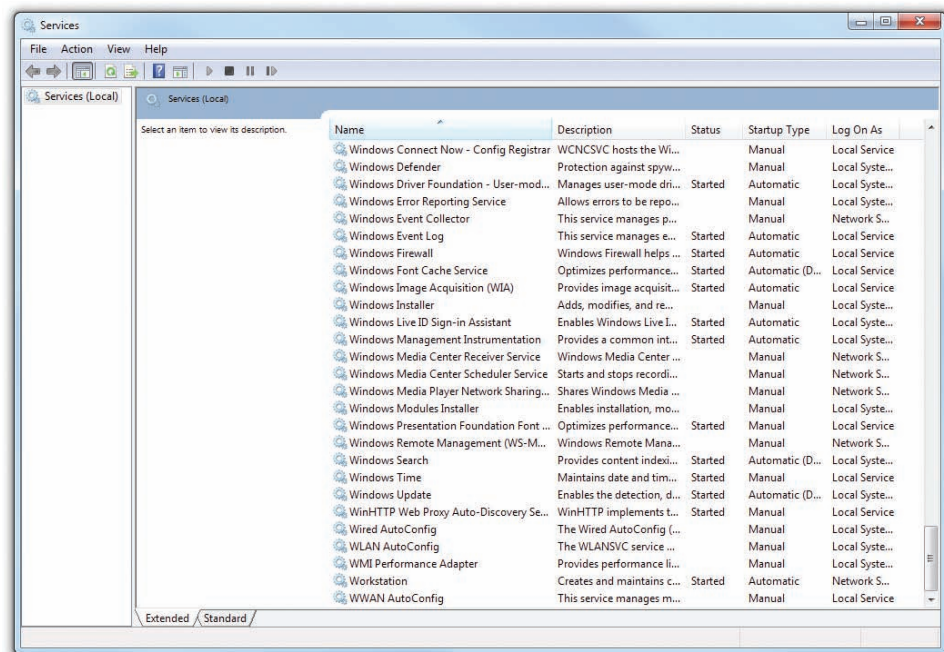 Services
File Action View Help
Services (Local)
Services (Local)
Select an item to view its description.
Name Description Status Startup Type Log On As
Windows Connect Now - Config Registrar WCNCSVC hosts the Wi... Manual Local Service
Windows Defender Protection against spyw... Manual Local Syste...
Windows Driver Foundation - User-mod... Manages user-mode dri... Started Automatic Local Syste...
Windows Error Reporting Service Allows errors to be repo... Manual Local Syste...
Windows Event Collector This service manages p... Manual Network S...
Windows Event Log This service manages e... Started Automatic Local Service
Windows Firewall Windows Firewall helps ... Started Automatic Local Service
Windows Font Cache Service Optimizes performance... Started Automatic (D... Local Service
Windows Image Acquisition (WIA) Provides image acquisit... Started Automatic Local Service
Windows Installer Adds, modifies, and re... Manual Local Syste...
Windows Live ID Sign-in Assistant Enables Windows Live I... Started Automatic Local Syste...
Windows Management Instrumentation Provides a common int... Started Automatic Local Syste...
Windows Media Center Receiver Service Windows Media Center ... Manual Network S...
Windows Media Center Scheduler Service Starts and stops recordi... Manual Network S...
Windows Media Player Network Sharing... Shares Windows Media ... Manual Network S...
Windows Modules Installer Enables installation, mo... Manual Local Syste...
Windows Presentation Foundation Font ... Optimizes performance... Started Manual Local Service
Windows Remote Management (WS-M... Windows Remote Mana... Manual Network S...
Windows Search Provides content indexi... Started Automatic (D... Local Syste...
Windows Time Maintains date and tim... Started Manual Local Service
Windows Update Enables the detection, d... Started Automatic (D... Local Syste...
WinHTTP Web Proxy Auto-Discovery Se... WinHTTP implements t... Started Manual Local Service
Wired AutoConfig The Wired AutoConfig (... Manual Local Syste...
WLAN AutoConfig The WLANSVC service ... Manual Local Syste...
WMI Performance Adapter Provides performance li... Manual Local Syste...
Workstation Creates and maintains c... Started Automatic Network S...
WWAN AutoConfig This service manages m... Manual Local Service
Extended Standard